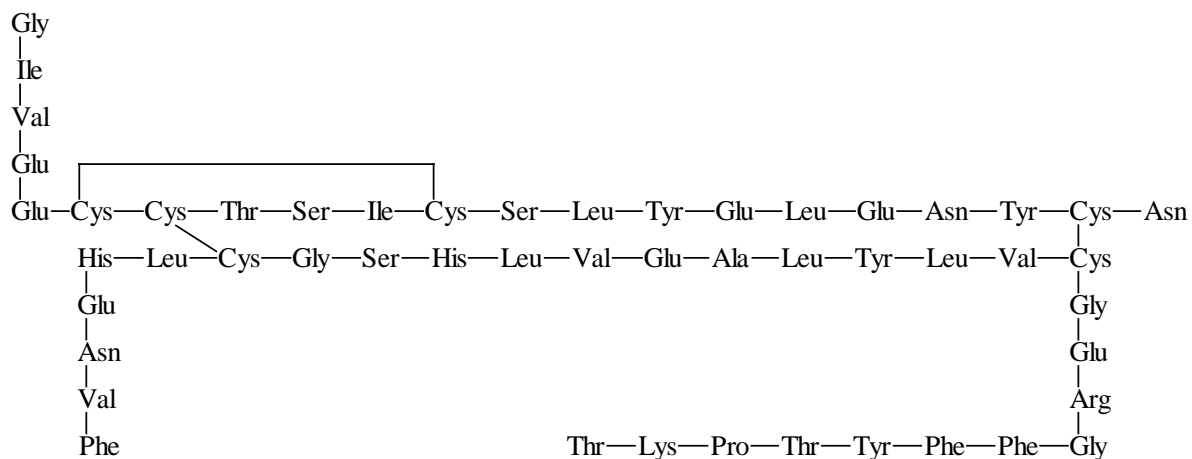 Gly
Ile
Val
Glu
Glu Cys Cys Thr Ser Ile Cys Ser Leu Tyr Glu Leu Glu Asn Tyr Cys Asn
His Leu Cys Gly Ser His Leu Val Glu Ala Leu Tyr Leu Val Cys
Glu Gly
Asn Glu
Val Arg
Phe Thr Lys Pro Thr Tyr Phe Phe Gly